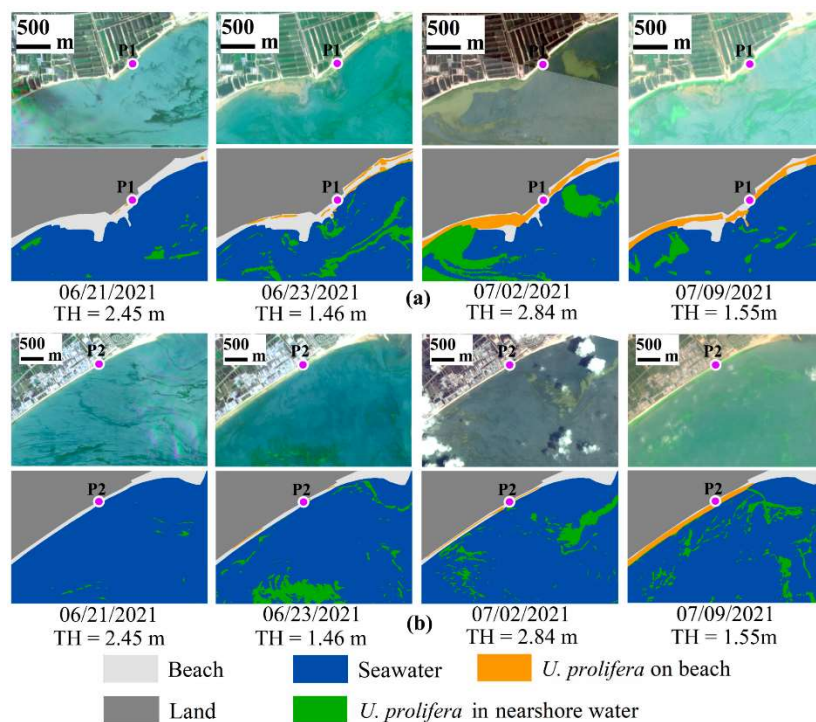 500 m P1 500 m P1 500 m P1 500 m P1
P1 P1 P1 P1
06/21/2021 06/23/2021 07/02/2021 07/09/2021
TH = 2.45 m TH = 1.46 m (a) TH = 2.84 m TH = 1.55m
500 m P2 500 m P2 500 m P2 500 m P2
P2 P2 P2 P2
06/21/2021 06/23/2021 07/02/2021 07/09/2021
TH = 2.45 m TH = 1.46 m (b) TH = 2.84 m TH = 1.55m
Beach Seawater U. prolifera on beach
Land U. prolifera in nearshore water